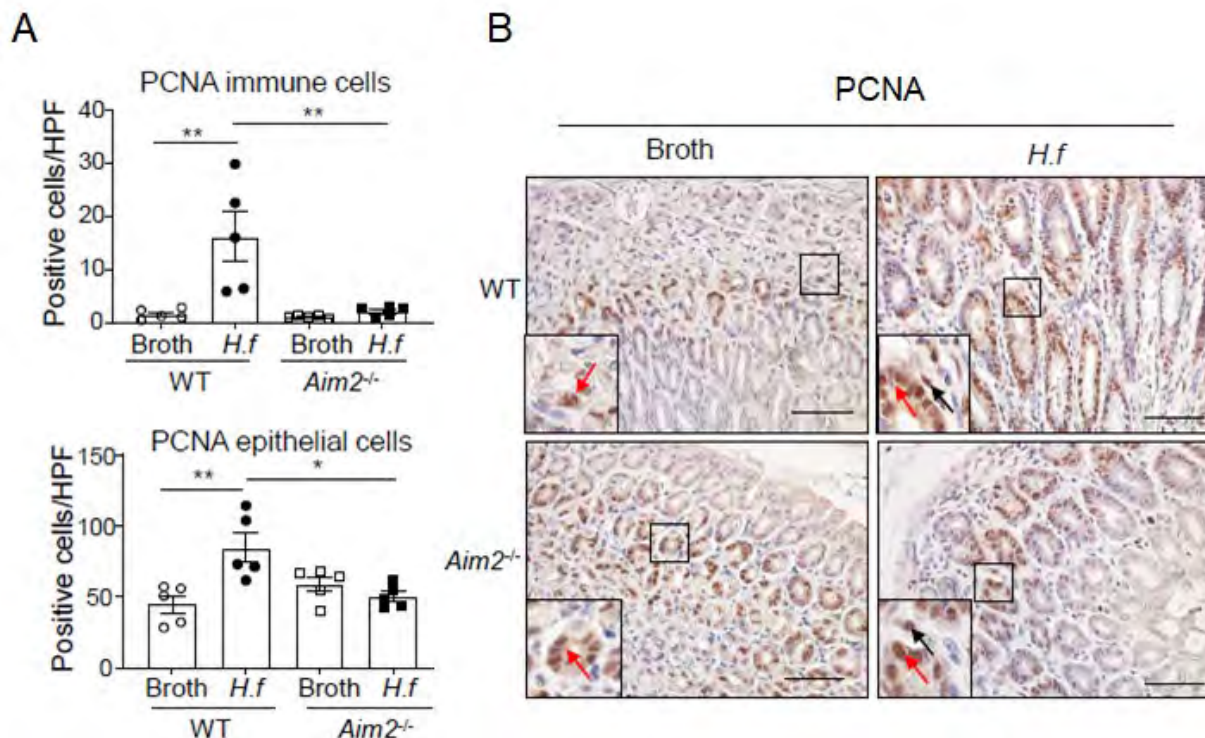 A
PCNA immune cells
Positive cells/HPF
40
30
20
10
0
**
**
Broth H.f Broth H.f
WT Aim2-/-
PCNA epithelial cells
Positive cells/HPF
150
100
50
0
**
*
Broth H.f Broth H.f
WT Aim2-/-
B
PCNA
Broth H.f
WT
Aim2-/-